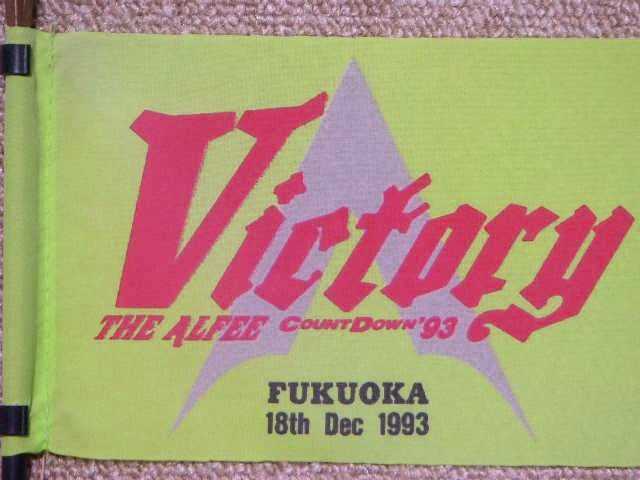 Victory
THE ALFEE COUNTDOWN'93
FUKUOKA
18th Dec 1993